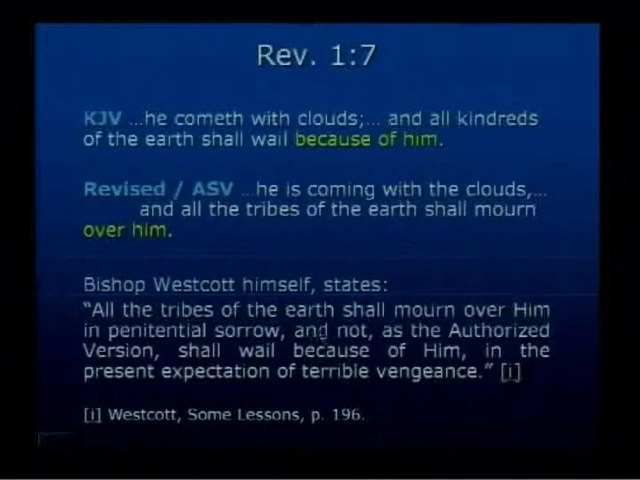 Rev. 1:7
KJV ...he cometh with clouds;... and all kindreds
of the earth shall wail because of him.
Revised / ASV ...he is coming with the clouds,...
and all the tribes of the earth shall mourn
over him.
Bishop Westcott himself, states:
“All the tribes of the earth shall mourn over Him
in penitential sorrow, and not, as the Authorized
Version, shall wail because of Him, in the
present expectation of terrible vengeance.” [i]
[i] Westcott, Some Lessons, p. 196.